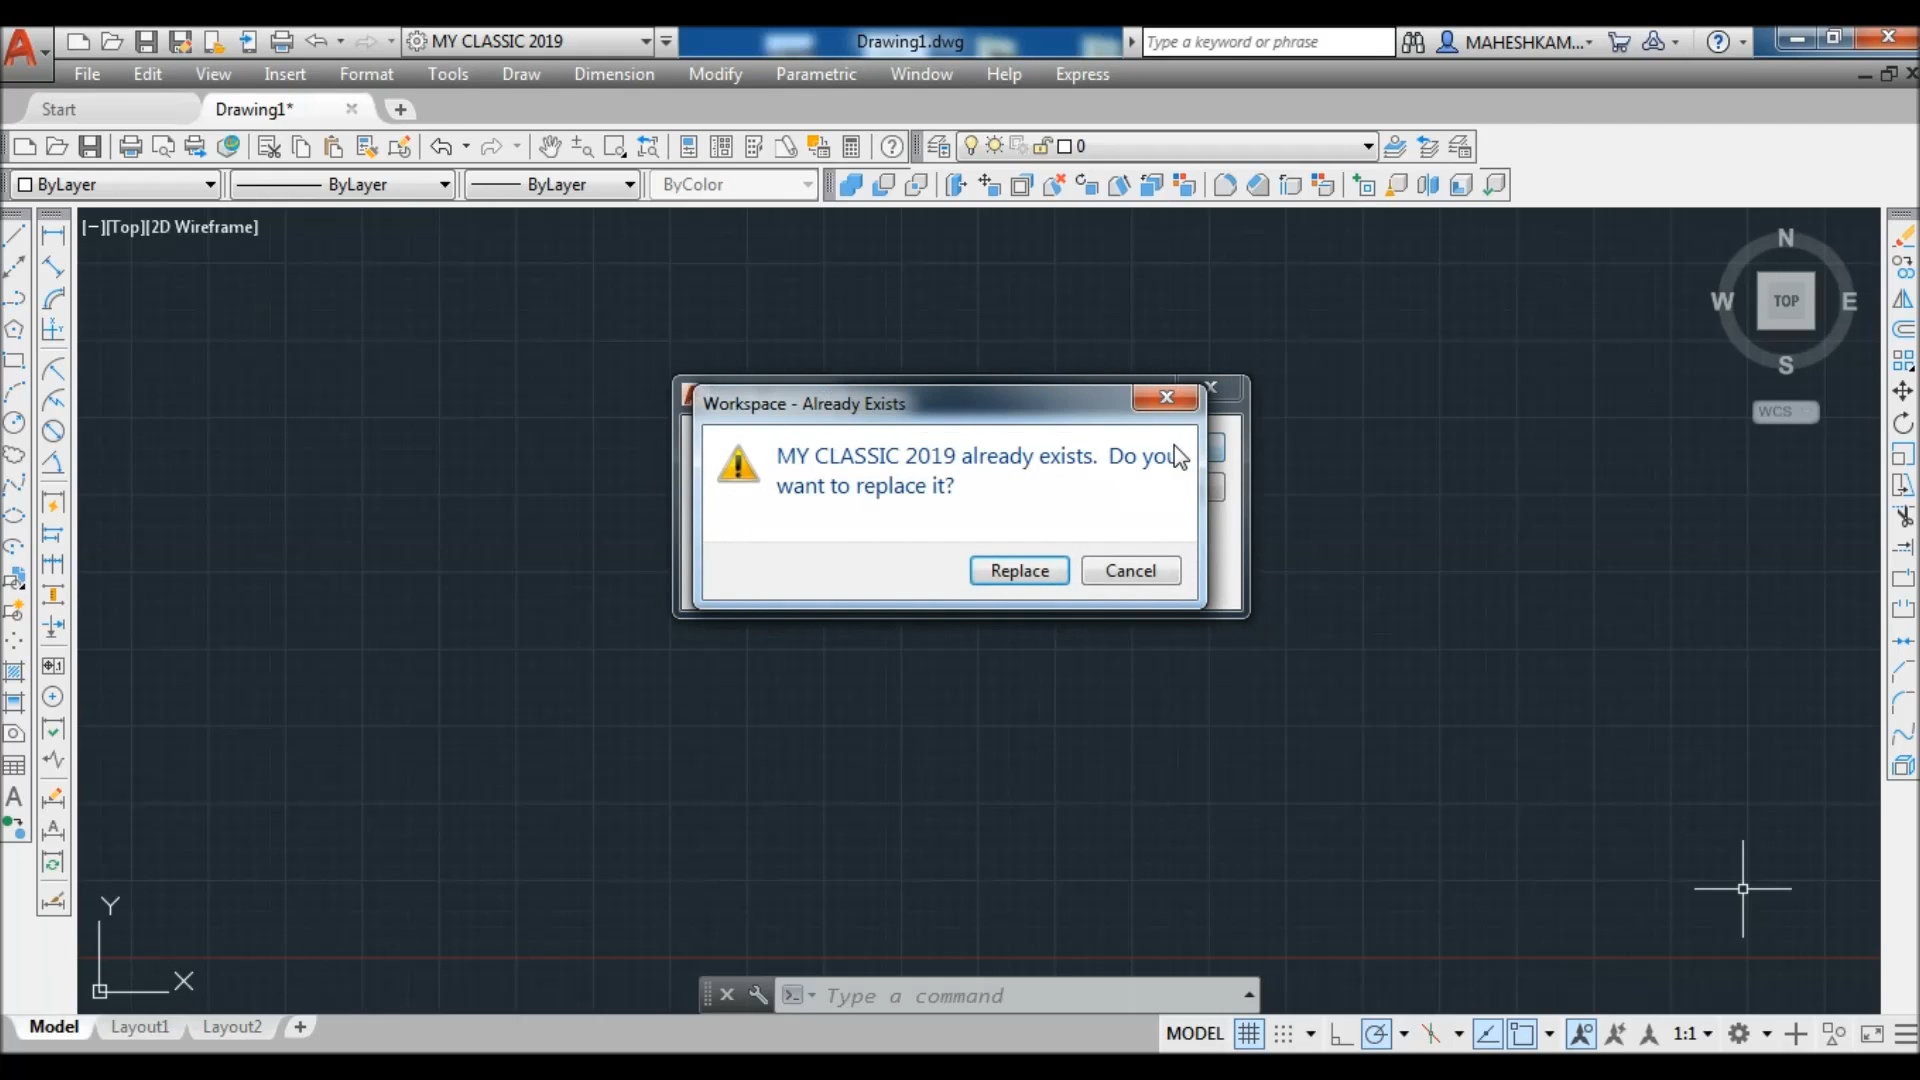 MY CLASSIC 2019
Drawing1.dwg
Type a keyword or phrase
MAHESHKAM...
File Edit View Insert Format Tools Draw Dimension Modify Parametric Window Help Express
Start Drawing1*
0
ByLayer ByLayer ByLayer ByColor
[−][Top][2D Wireframe]
N
W TOP E
S
WCS
Workspace - Already Exists
MY CLASSIC 2019 already exists. Do you
want to replace it?
Replace Cancel
Y
X
Type a command
Model Layout1 Layout2
MODEL 1:1